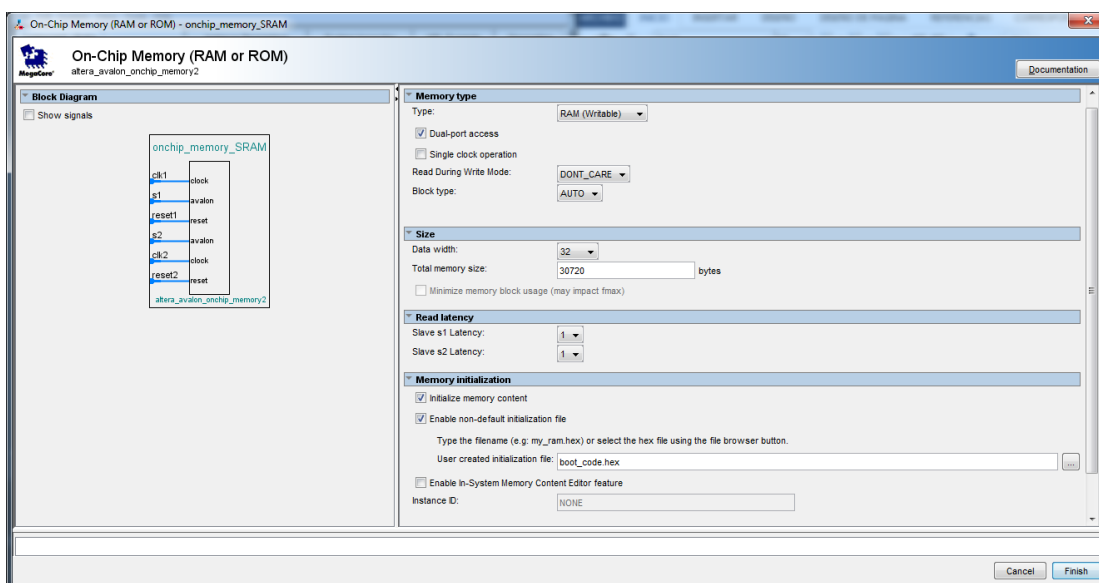 On-Chip Memory (RAM or ROM) - onchip_memory_SRAM
MegaCore'
On-Chip Memory (RAM or ROM)
altera_avalon_onchip_memory2
Documentation
Block Diagram
Show signals
onchip_memory_SRAM
clk1
clock
s1
avalon
reset1
reset
s2
avalon
clk2
clock
reset2
reset
altera_avalon_onchip_memory2
Memory type
Type: RAM (Writable)
Dual-port access
Single clock operation
Read During Write Mode: DONT_CARE
Block type: AUTO
Size
Data width: 32
Total memory size: 30720 bytes
Minimize memory block usage (may impact fmax)
Read latency
Slave s1 Latency: 1
Slave s2 Latency: 1
Memory initialization
Initialize memory content
Enable non-default initialization file
Type the filename (e.g: my_ram.hex) or select the hex file using the file browser button.
User created initialization file: boot_code.hex ...
Enable In-System Memory Content Editor feature
Instance ID: NONE
Cancel Finish